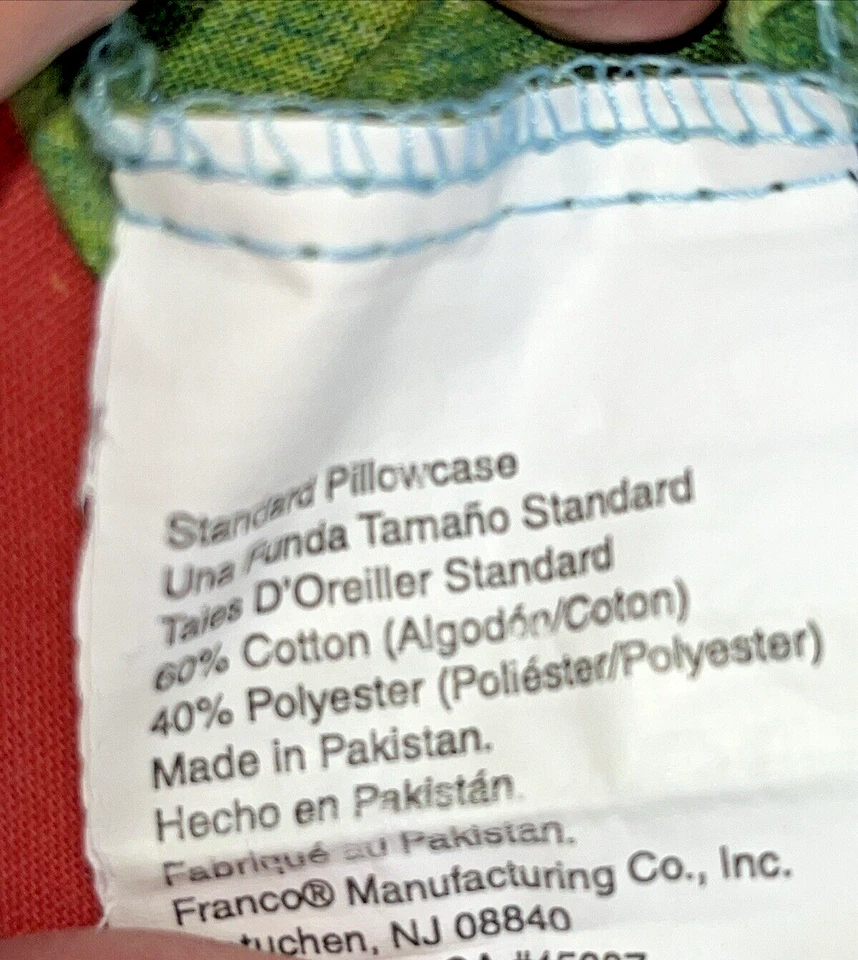 Standard Pillowcase
Una Funda Tamaño Standard
Taies D'Oreiller Standard
60% Cotton (Algodón/Coton)
40% Polyester (Poliéster/Polyester)
Made in Pakistan.
Hecho en Pakistán.
Fabriqué au Pakistan.
Franco® Manufacturing Co., Inc.
tuchen, NJ 08840